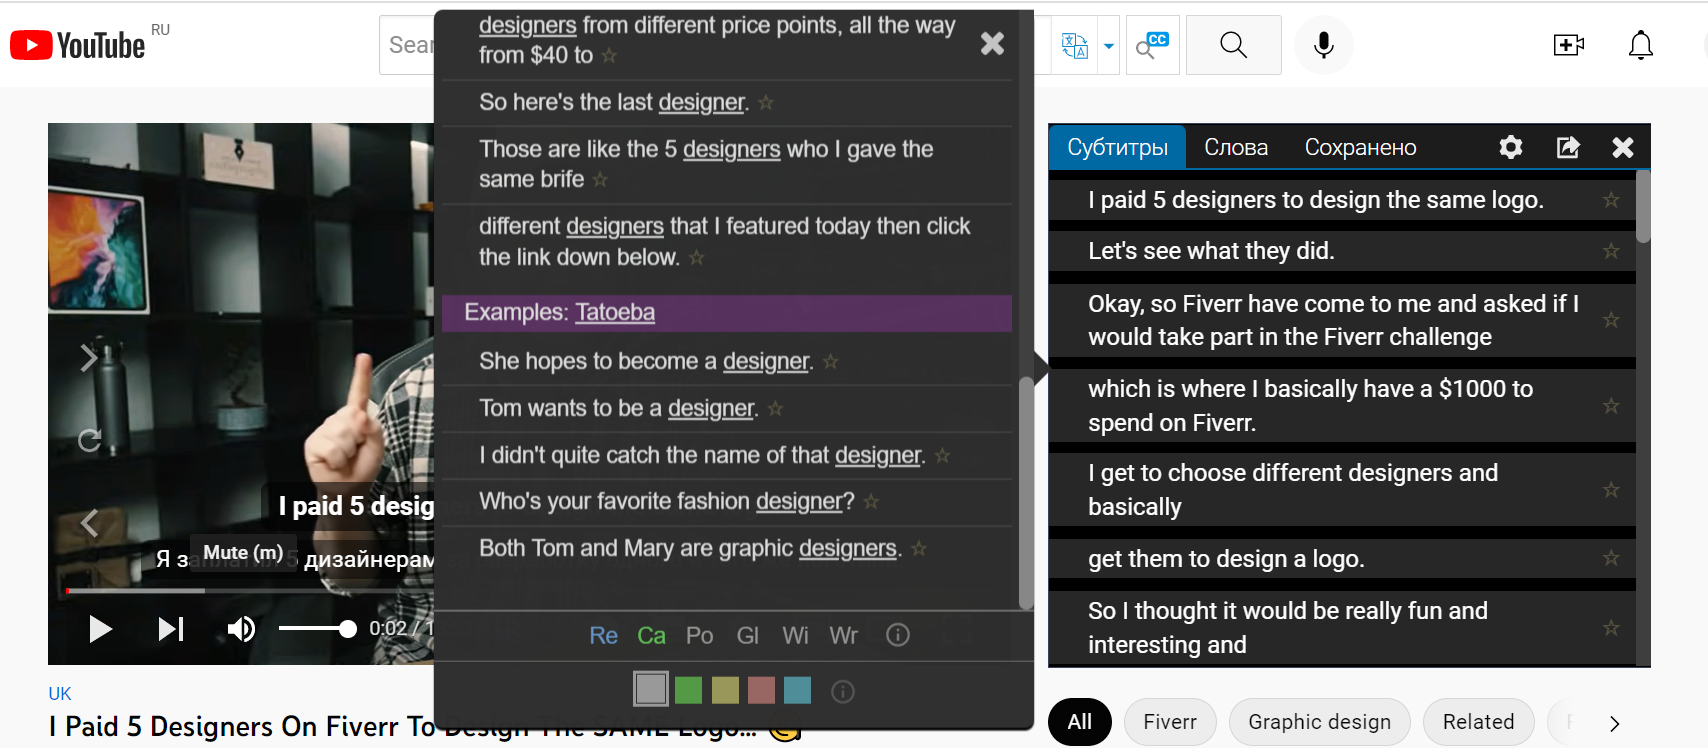 YouTube RU
Sear
CC
designers from different price points, all the way
from $40 to
So here's the last designer.
Those are like the 5 designers who I gave the
same brife
different designers that I featured today then click
the link down below.
Examples: Tatoeba
She hopes to become a designer.
Tom wants to be a designer.
I didn't quite catch the name of that designer.
Who's your favorite fashion designer?
Both Tom and Mary are graphic designers.
Re Ca Po Gl Wi Wr
I paid 5 desig
Я заплатил 5 дизайнерам
Mute (m)
0:02 / 1
UK
I Paid 5 Designers On Fiverr To Design The SAME Logo...
Субтитры Слова Сохранено
I paid 5 designers to design the same logo.
Let's see what they did.
Okay, so Fiverr have come to me and asked if I
would take part in the Fiverr challenge
which is where I basically have a $1000 to
spend on Fiverr.
I get to choose different designers and
basically
get them to design a logo.
So I thought it would be really fun and
interesting and
All Fiverr Graphic design Related